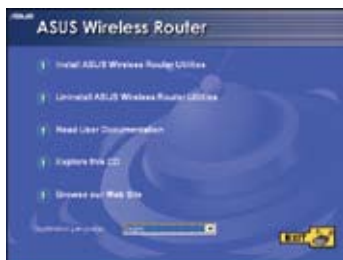 ASUS Wireless Router
Install ASUS Wireless Router Utilities
Uninstall ASUS Wireless Router Utilities
Read User Documentation
Explore this CD
Browse our Web Site
EXIT